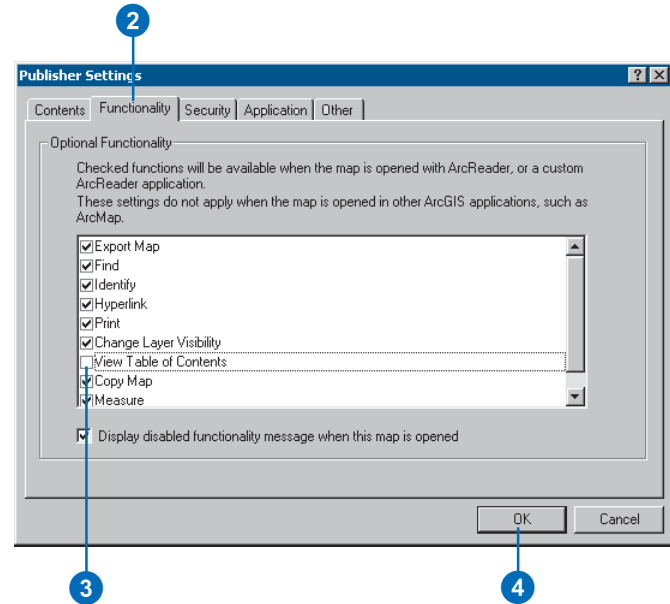 2
Publisher Settings
Contents Functionality Security Application Other
Optional Functionality
Checked functions will be available when the map is opened with ArcReader, or a custom
ArcReader application.
These settings do not apply when the map is opened in other ArcGIS applications, such as
ArcMap.
Export Map
Find
Identify
Hyperlink
Print
Change Layer Visibility
View Table of Contents
Copy Map
Measure
Display disabled functionality message when this map is opened
OK Cancel
3 4